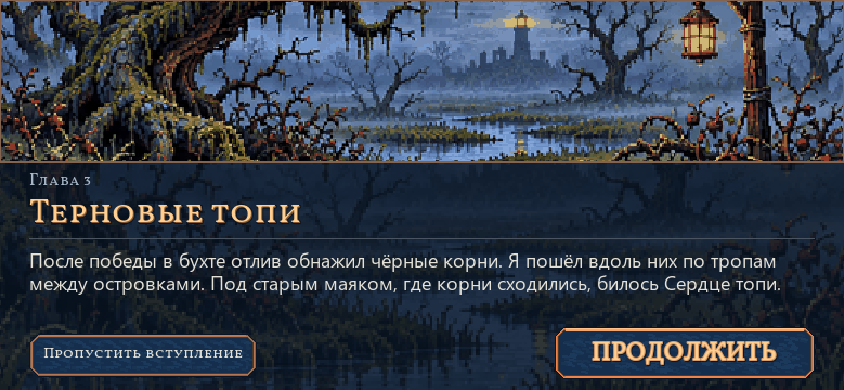 Глава 3
Терновые топи
После победы в бухте отлив обнажил чёрные корни. Я пошёл вдоль них по тропам
между островками. Под старым маяком, где корни сходились, билось Сердце топи.
Пропустить вступление
ПРОДОЛЖИТЬ